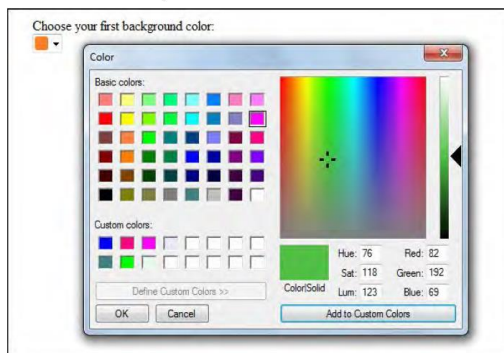 Choose your first background color:
Color
Basic colors:
Custom colors:
Define Custom Colors >>
OK
Cancel
Color|Solid
Hue: 76
Sat: 118
Lum: 123
Red: 82
Green: 192
Blue: 69
Add to Custom Colors